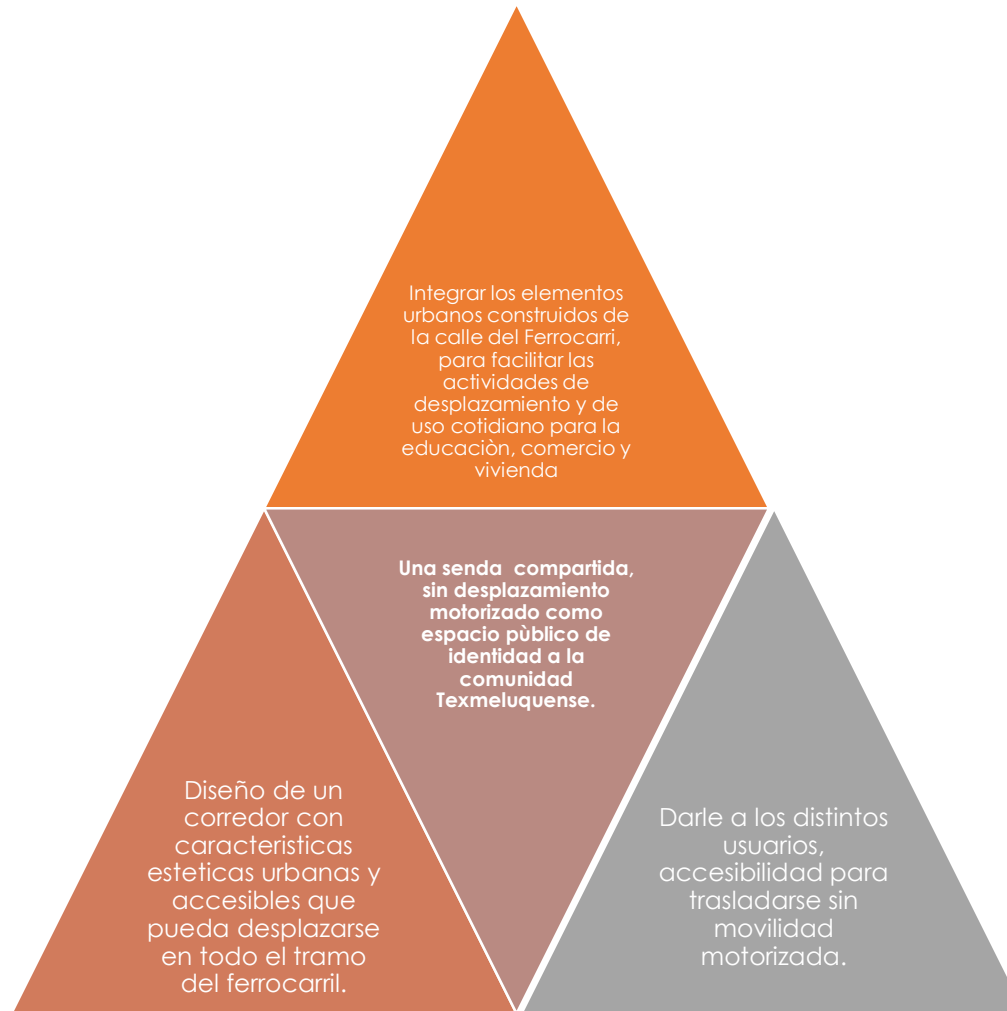 Integrar los elementos
urbanos construidos de
la calle del Ferrocarri,
para facilitar las
actividades de
desplazamiento y de
uso cotidiano para la
educaciòn, comercio y
vivienda
Una senda compartida,
sin desplazamiento
motorizado como
espacio pùblico de
identidad a la
comunidad
Texmeluquense.
Diseño de un
corredor con
caracteristicas
esteticas urbanas y
accesibles que
pueda desplazarse
en todo el tramo
del ferrocarril.
Darle a los distintos
usuarios,
accesibilidad para
trasladarse sin
movilidad
motorizada.